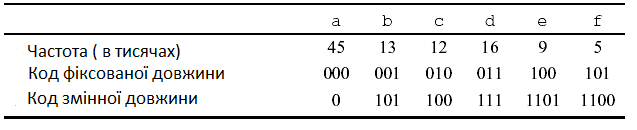 a b c d e f
Частота ( в тисячах) 45 13 12 16 9 5
Код фіксованої довжини 000 001 010 011 100 101
Код змінної довжини 0 101 100 111 1101 1100